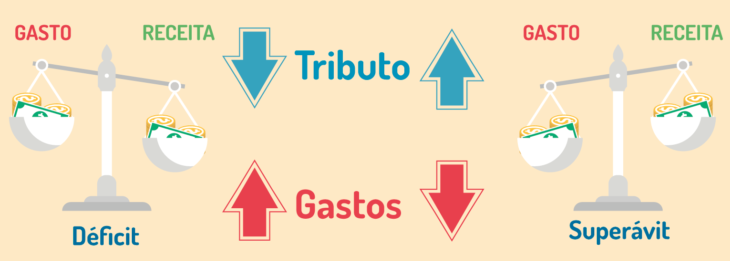 GASTO RECEITA
Déficit
Tributo
Gastos
GASTO RECEITA
Superávit